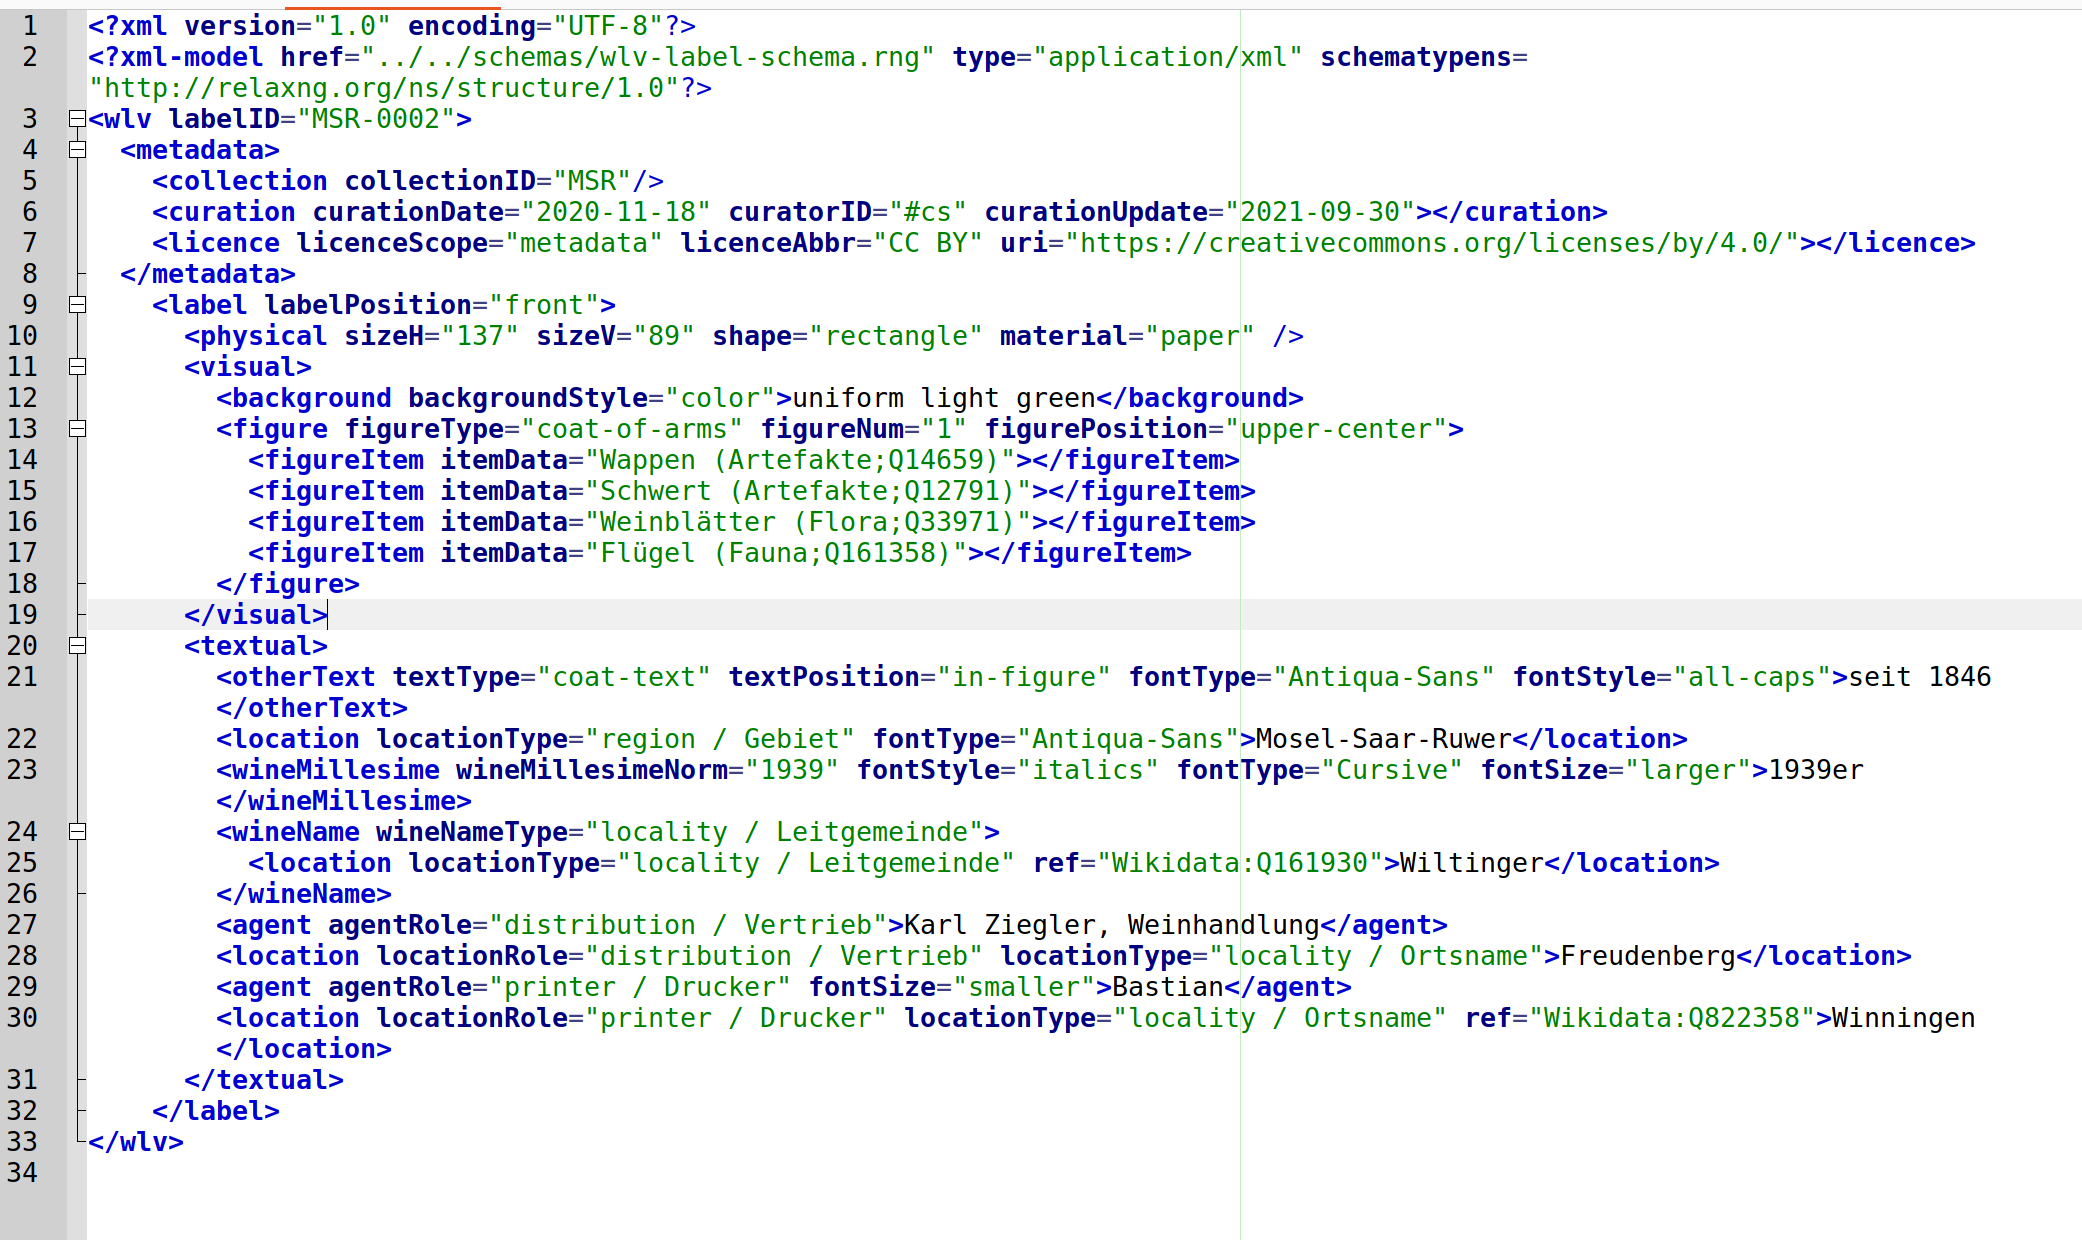 1 <?xml version="1.0" encoding="UTF-8"?>
2 <?xml-model href="../../schemas/wlv-label-schema.rng" type="application/xml" schematypens=
"http://relaxng.org/ns/structure/1.0"?>
3 <wlv labelID="MSR-0002">
4 <metadata>
5 <collection collectionID="MSR"/>
6 <curation curationDate="2020-11-18" curatorID="#cs" curationUpdate="2021-09-30"></curation>
7 <licence licenceScope="metadata" licenceAbbr="CC BY" uri="https://creativecommons.org/licenses/by/4.0/"></licence>
8 </metadata>
9 <label labelPosition="front">
10 <physical sizeH="137" sizeV="89" shape="rectangle" material="paper" />
11 <visual>
12 <background backgroundStyle="color">uniform light green</background>
13 <figure figureType="coat-of-arms" figureNum="1" figurePosition="upper-center">
14 <figureItem itemData="Wappen (Artefakte;Q14659)"></figureItem>
15 <figureItem itemData="Schwert (Artefakte;Q12791)"></figureItem>
16 <figureItem itemData="Weinblätter (Flora;Q33971)"></figureItem>
17 <figureItem itemData="Flügel (Fauna;Q161358)"></figureItem>
18 </figure>
19 </visual>
20 <textual>
21 <otherText textType="coat-text" textPosition="in-figure" fontType="Antiqua-Sans" fontStyle="all-caps">seit 1846
</otherText>
22 <location locationType="region / Gebiet" fontType="Antiqua-Sans">Mosel-Saar-Ruwer</location>
23 <wineMillesime wineMillesimeNorm="1939" fontStyle="italics" fontType="Cursive" fontSize="larger">1939er
</wineMillesime>
24 <wineName wineNameType="locality / Leitgemeinde">
25 <location locationType="locality / Leitgemeinde" ref="Wikidata:Q161930">Wiltinger</location>
26 </wineName>
27 <agent agentRole="distribution / Vertrieb">Karl Ziegler, Weinhandlung</agent>
28 <location locationRole="distribution / Vertrieb" locationType="locality / Ortsname">Freudenberg</location>
29 <agent agentRole="printer / Drucker" fontSize="smaller">Bastian</agent>
30 <location locationRole="printer / Drucker" locationType="locality / Ortsname" ref="Wikidata:Q822358">Winningen
</location>
31 </textual>
32 </label>
33 </wlv>
34